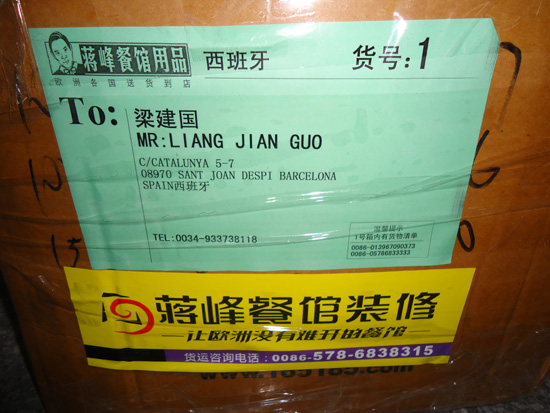 蒋峰餐馆用品
欧洲各国送货到店
西班牙
货号:1
To:
梁建国
MR:LIANG JIAN GUO
C/CATALUNYA 5-7
08970 SANT JOAN DESPI BARCELONA
SPAIN西班牙
TEL:0034-933738118
温馨提示
1号箱内有货物清单
0086-013967090373
0086-05786833333
蒋峰餐馆装修
让欧洲没有难开的餐馆
货运咨询电话:0086-578-6838315